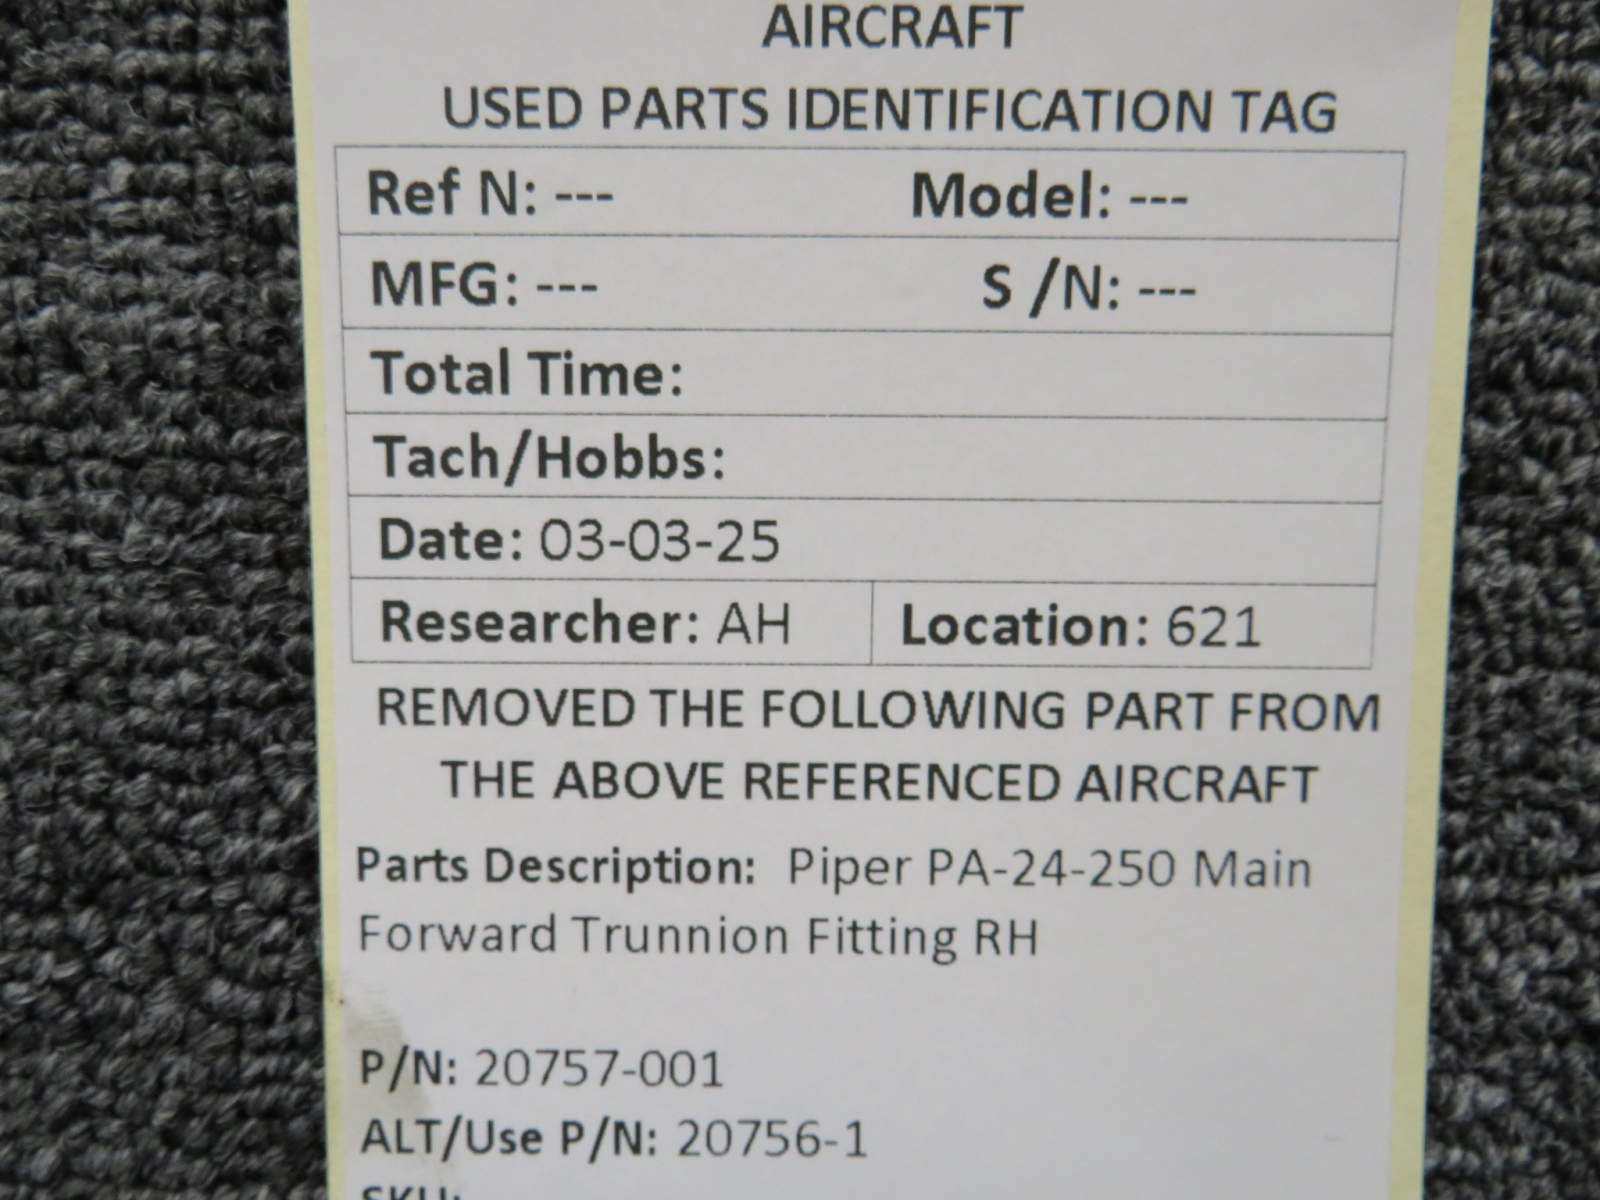 AIRCRAFT
USED PARTS IDENTIFICATION TAG
Ref N: --- Model: ---
MFG: --- S /N: ---
Total Time:
Tach/Hobbs:
Date: 03-03-25
Researcher: AH Location: 621
REMOVED THE FOLLOWING PART FROM
THE ABOVE REFERENCED AIRCRAFT
Parts Description: Piper PA-24-250 Main
Forward Trunnion Fitting RH
P/N: 20757-001
ALT/Use P/N: 20756-1
SKU: